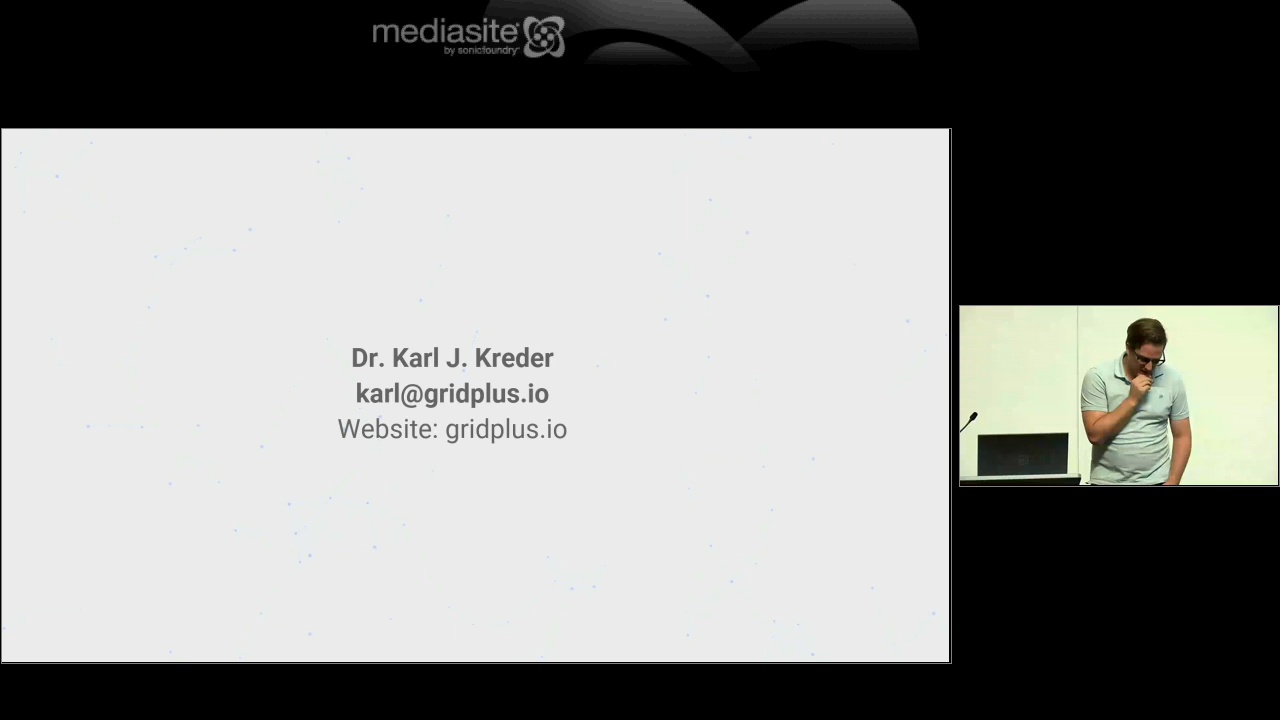 mediasite
by sonicfoundry
Dr. Karl J. Kreder
karl@gridplus.io
Website: gridplus.io